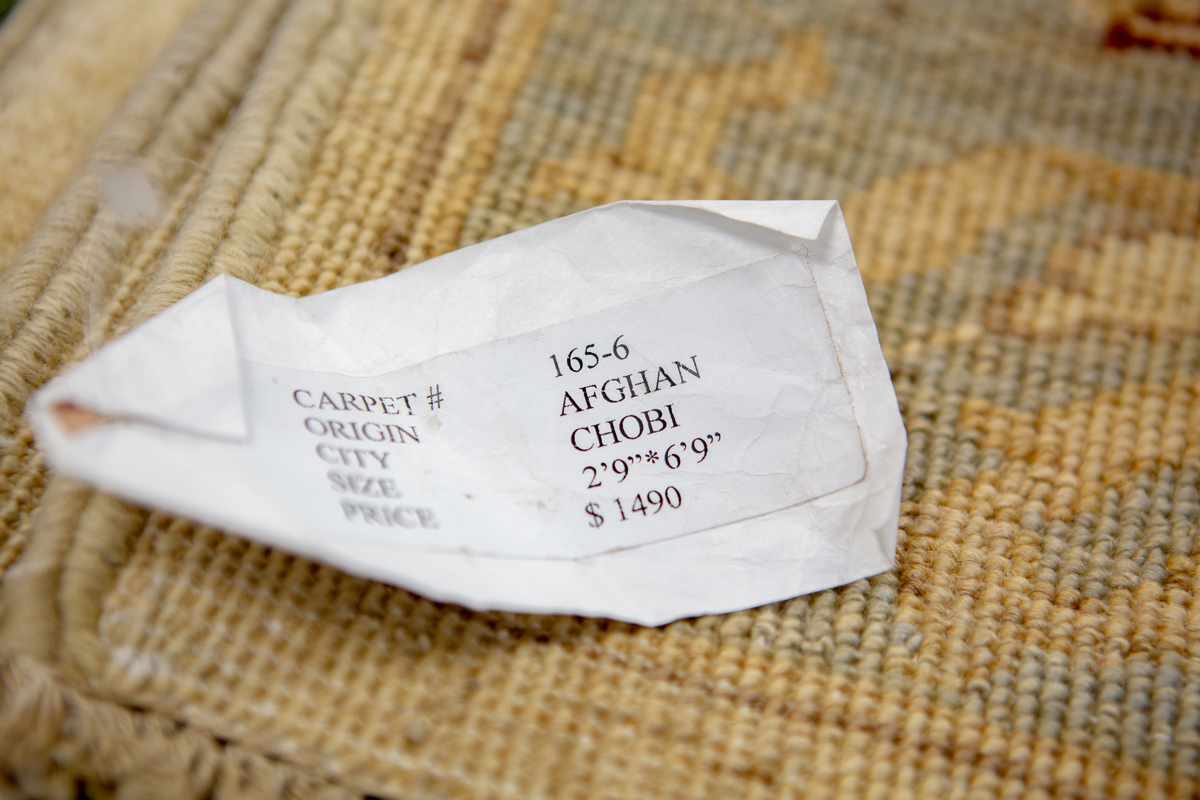 CARPET # 165-6
ORIGIN AFGHAN
CITY CHOBI
SIZE 2’9”*6’9”
PRICE $ 1490